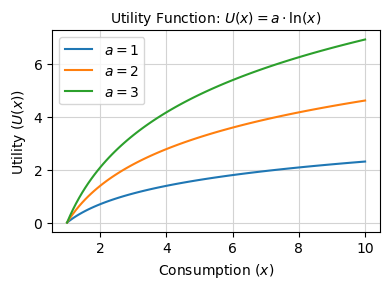 Utility Function: U(x) = a · ln(x)
a = 1
a = 2
a = 3
Utility (U(x))
6
4
2
0
2 4 6 8 10
Consumption (x)